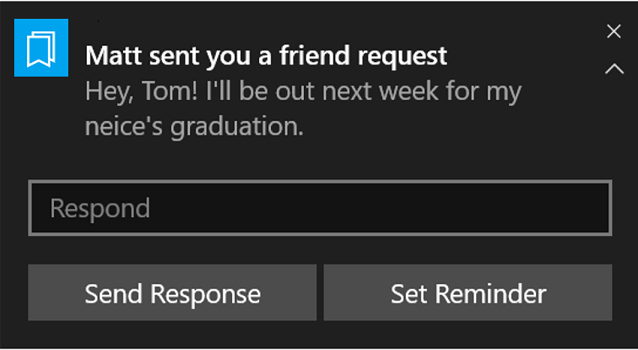 Matt sent you a friend request
Hey, Tom! I'll be out next week for my
neice's graduation.
Respond
Send Response
Set Reminder